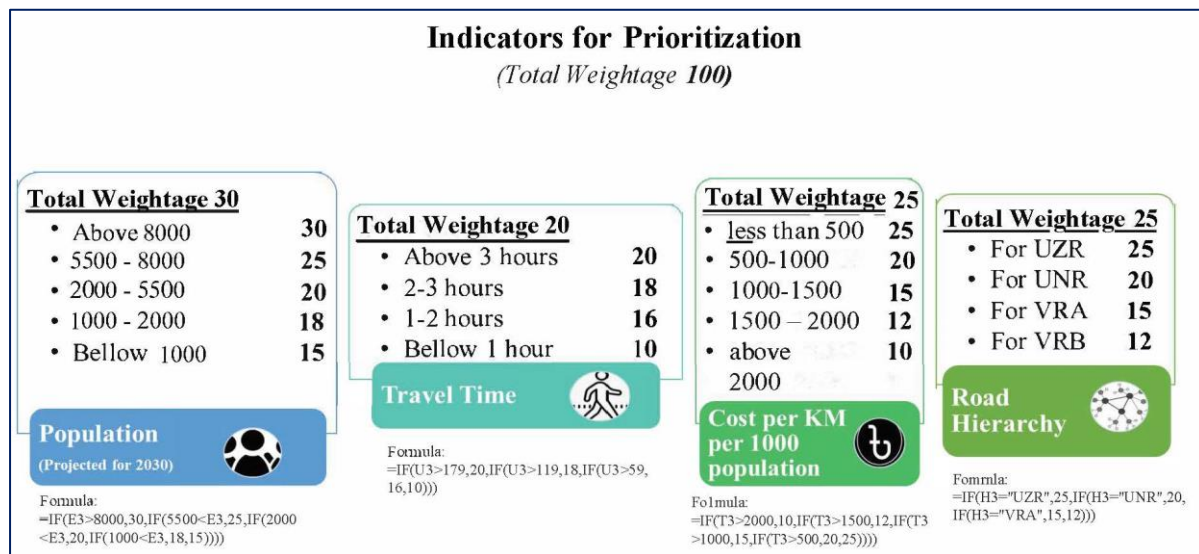 Indicators for Prioritization
(Total Weightage 100)
Total Weightage 30
• Above 8000 30
• 5500 - 8000 25
• 2000 - 5500 20
• 1000 - 2000 18
• Bellow 1000 15
Population
(Projected for 2030)
Formula:
=IF(E3>8000,30,IF(5500<E3,25,IF(2000
<E3,20,IF(1000<E3,18,15))))
Total Weightage 20
• Above 3 hours 20
• 2-3 hours 18
• 1-2 hours 16
• Bellow 1 hour 10
Travel Time
Formula:
=IF(U3>179,20,IF(U3>119,18,IF(U3>59,
16,10)))
Total Weightage 25
• less than 500 25
• 500-1000 20
• 1000-1500 15
• 1500 – 2000 12
• above 10
2000
Cost per KM
per 1000
population
৳
Fo1mula:
=IF(T3>2000,10,IF(T3>1500,12,IF(T3
>1000,15,IF(T3>500,20,25))))
Total Weightage 25
• For UZR 25
• For UNR 20
• For VRA 15
• For VRB 12
Road
Hierarchy
Fomrnla:
=IF(H3="UZR",25,IF(H3="UNR",20,
IF(H3="VRA",15,12)))